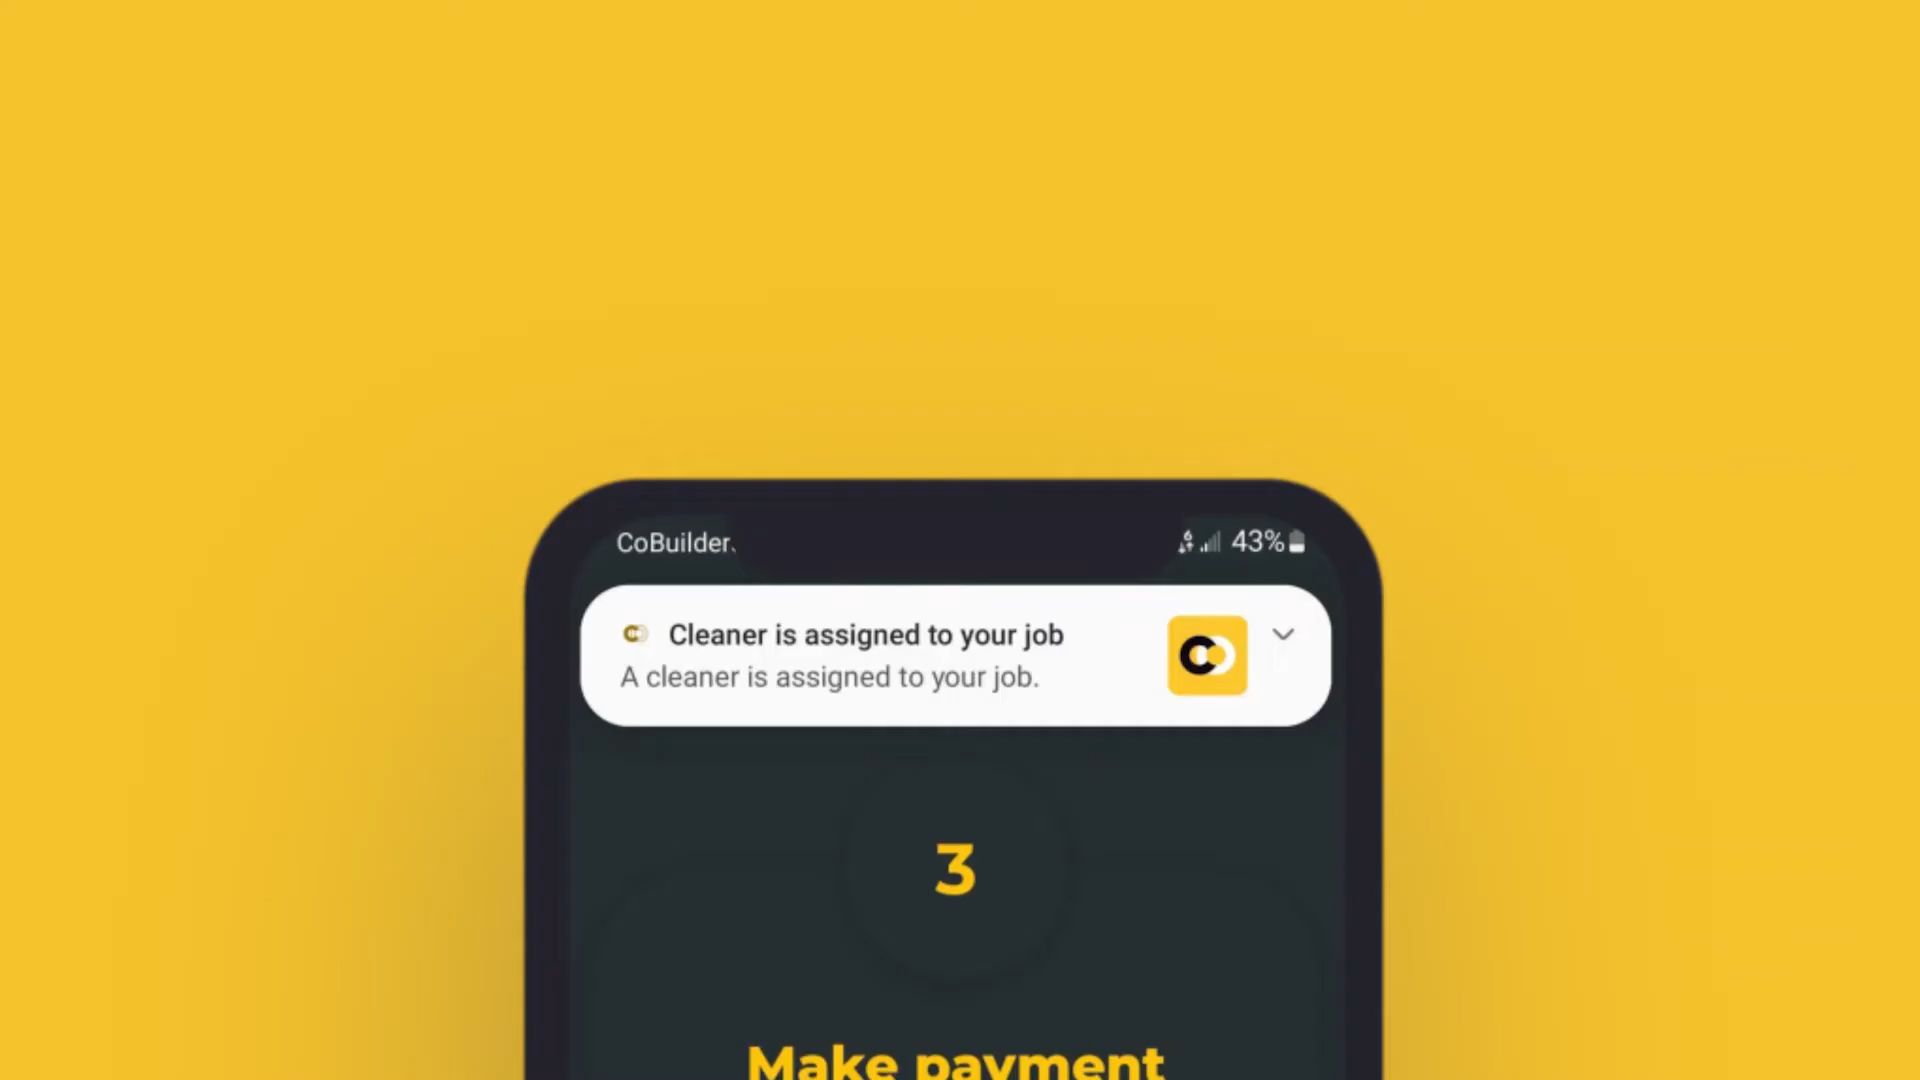 CoBuilder.
43%
Cleaner is assigned to your job
A cleaner is assigned to your job.
3
Make payment